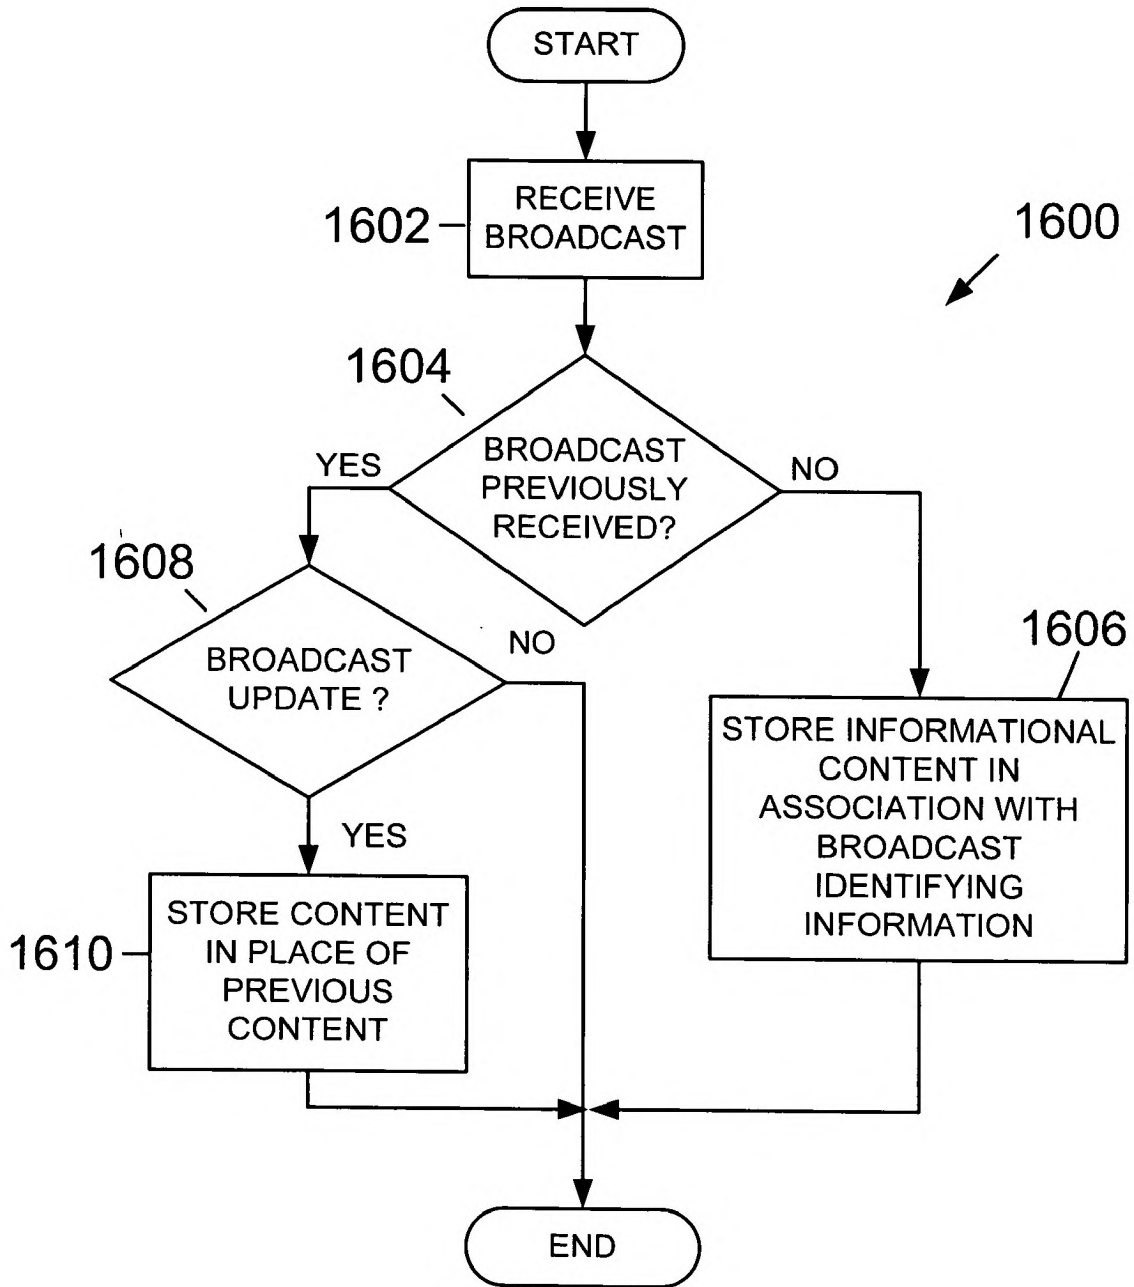 START
RECEIVE
BROADCAST
1602
1600
1604
BROADCAST
PREVIOUSLY
RECEIVED?
YES
NO
1608
BROADCAST
UPDATE ?
NO
1606
STORE INFORMATIONAL
CONTENT IN
ASSOCIATION WITH
BROADCAST
IDENTIFYING
INFORMATION
YES
1610
STORE CONTENT
IN PLACE OF
PREVIOUS
CONTENT
END